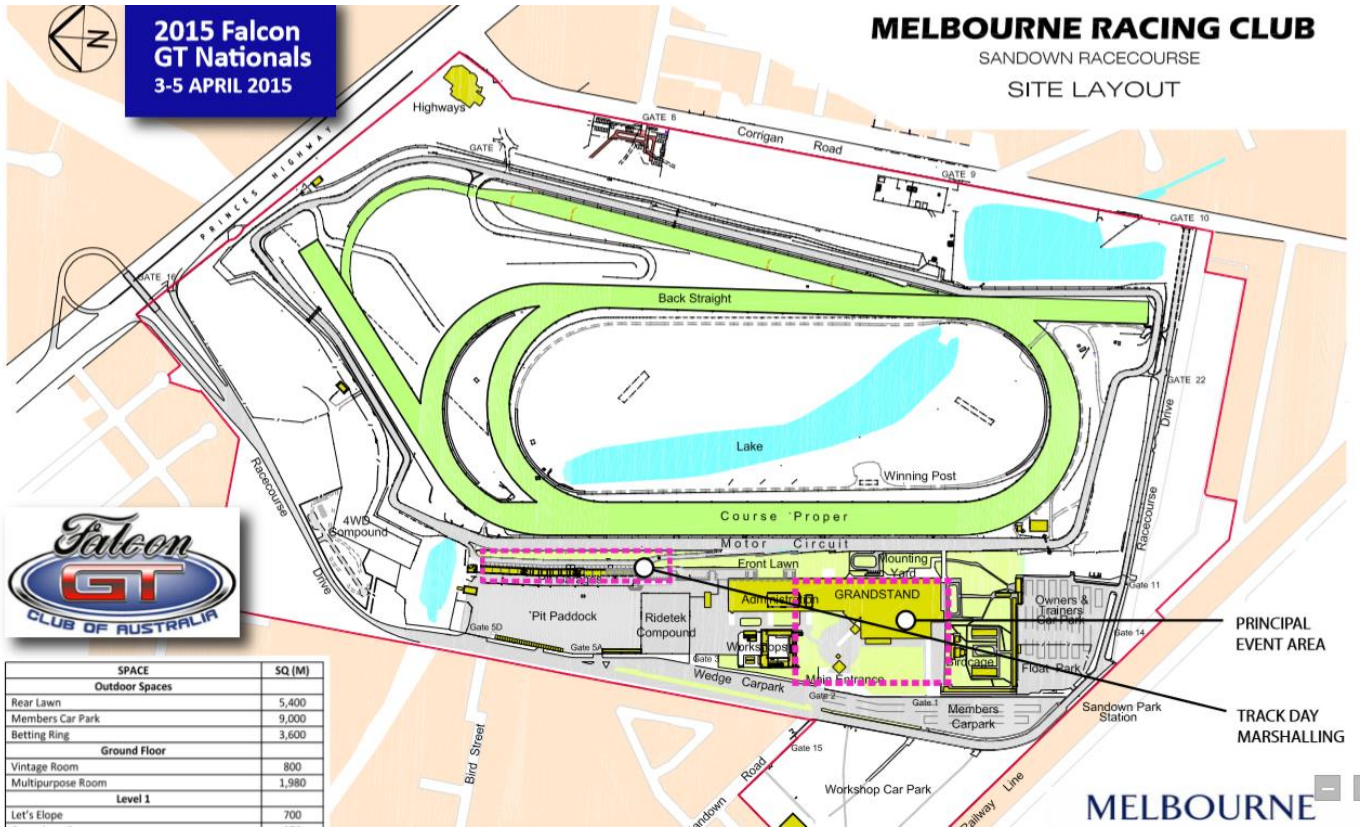 N
2015 Falcon
GT Nationals
3-5 APRIL 2015
MELBOURNE RACING CLUB
SANDOWN RACECOURSE
SITE LAYOUT
Highways
GATE 8
Corrigan Road
GATE 7
GATE 9
PRINCES HIGHWAY
GATE 10
GATE 16
Back Straight
GATE 22
Racecourse Drive
Lake
Winning Post
Racecourse Drive
4WD
Compound
Course Proper
Motor Circuit
Front Lawn
Mounting
Yard
Administration
GRANDSTAND
Gate 11
Pit Paddock
Ridetek
Compound
Owners &
Trainers
Car Park
Gate 5D
Gate 14
PRINCIPAL
EVENT AREA
Gate 5A
Workshops
Gate 3
Birdcage
Float Park
Wedge Carpark
Main Entrance
Gate 2
Gate 1
Members
Carpark
Sandown Park
Station
TRACK DAY
MARSHALLING
Gate 15
Bird Street
Sandown Road
Workshop Car Park
Railway Line
MELBOURNE
Falcon
GT
CLUB OF AUSTRALIA
SPACE SQ (M)
Outdoor Spaces
Rear Lawn 5,400
Members Car Park 9,000
Betting Ring 3,600
Ground Floor
Vintage Room 800
Multipurpose Room 1,980
Level 1
Let's Elope 700